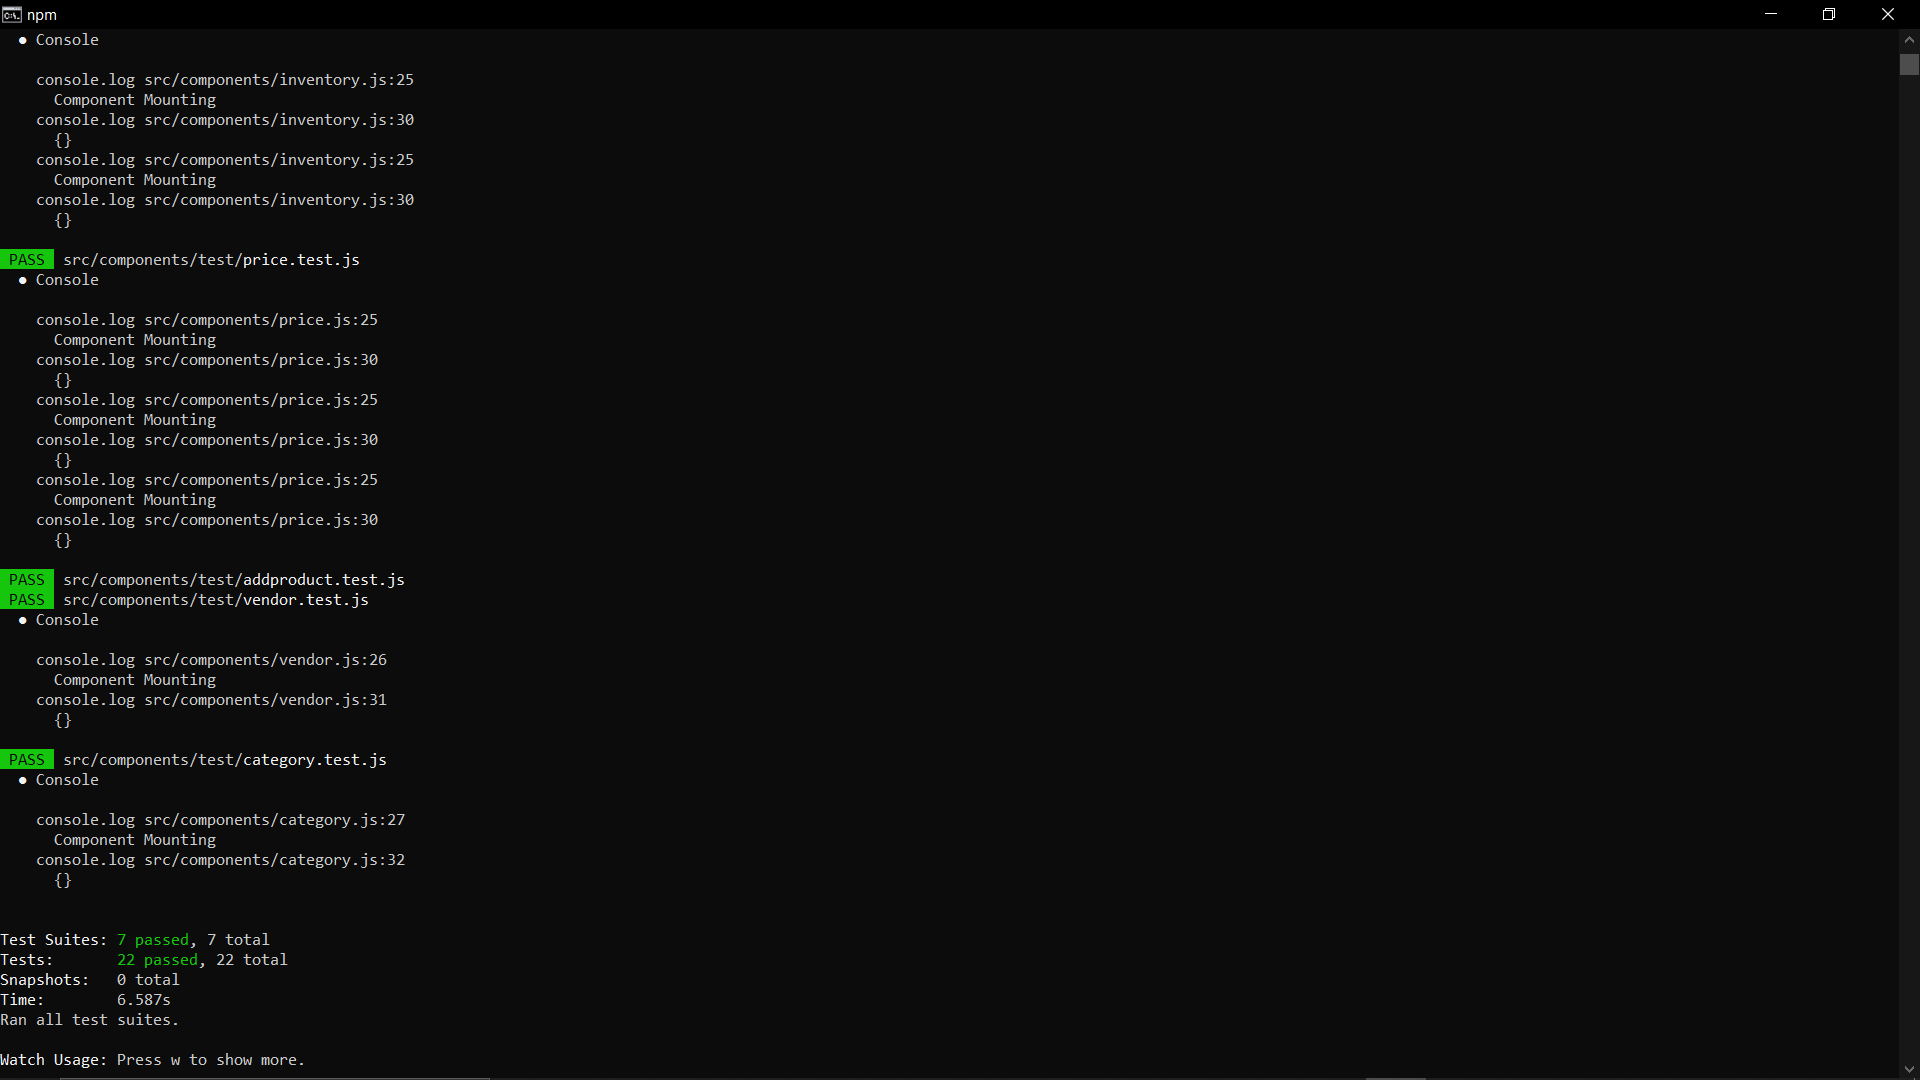 npm
● Console
console.log src/components/inventory.js:25
Component Mounting
console.log src/components/inventory.js:30
{}
console.log src/components/inventory.js:25
Component Mounting
console.log src/components/inventory.js:30
{}
PASS src/components/test/price.test.js
● Console
console.log src/components/price.js:25
Component Mounting
console.log src/components/price.js:30
{}
console.log src/components/price.js:25
Component Mounting
console.log src/components/price.js:30
{}
console.log src/components/price.js:25
Component Mounting
console.log src/components/price.js:30
{}
PASS src/components/test/addproduct.test.js
PASS src/components/test/vendor.test.js
● Console
console.log src/components/vendor.js:26
Component Mounting
console.log src/components/vendor.js:31
{}
PASS src/components/test/category.test.js
● Console
console.log src/components/category.js:27
Component Mounting
console.log src/components/category.js:32
{}
Test Suites: 7 passed, 7 total
Tests: 22 passed, 22 total
Snapshots: 0 total
Time: 6.587s
Ran all test suites.
Watch Usage: Press w to show more.